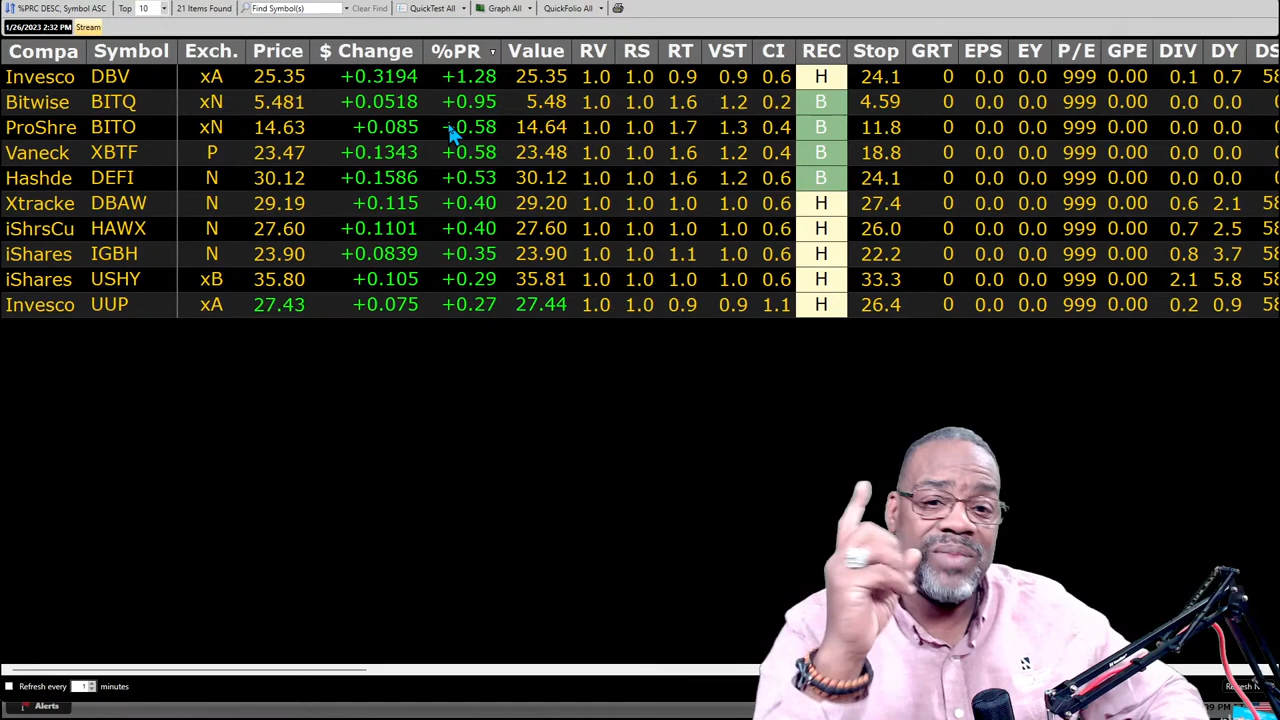 %PRC DESC, Symbol ASC Top 10 21 Items Found Find Symbol(s) Clear Find QuickTest All Graph All QuickFolio All
1/26/2023 2:32 PM Stream
Compa Symbol Exch. Price $ Change %PR Value RV RS RT VST CI REC Stop GRT EPS EY P/E GPE DIV DY DS
Invesco DBV xA 25.35 +0.3194 +1.28 25.35 1.0 1.0 0.9 0.9 0.6 H 24.1 0 0.0 0.0 999 0.00 0.1 0.7 58
Bitwise BITQ xN 5.481 +0.0518 +0.95 5.48 1.0 1.0 1.6 1.2 0.2 B 4.59 0 0.0 0.0 999 0.00 0 0.0 0
ProShre BITO xN 14.63 +0.085 +0.58 14.64 1.0 1.0 1.7 1.3 0.4 B 11.8 0 0.0 0.0 999 0.00 0 0.0 0
Vaneck XBTF P 23.47 +0.1343 +0.58 23.48 1.0 1.0 1.6 1.2 0.4 B 18.8 0 0.0 0.0 999 0.00 0 0.0 0
Hashde DEFI N 30.12 +0.1586 +0.53 30.12 1.0 1.0 1.6 1.2 0.6 B 24.1 0 0.0 0.0 999 0.00 0 0.0 0
Xtracke DBAW N 29.19 +0.115 +0.40 29.20 1.0 1.0 1.0 1.0 0.6 H 27.4 0 0.0 0.0 999 0.00 0.6 2.1 58
iShrsCu HAWX N 27.60 +0.1101 +0.40 27.60 1.0 1.0 1.0 1.0 0.6 H 26.0 0 0.0 0.0 999 0.00 0.7 2.5 58
iShares IGBH N 23.90 +0.0839 +0.35 23.90 1.0 1.0 1.1 1.0 0.6 H 22.2 0 0.0 0.0 999 0.00 0.8 3.7 58
iShares USHY xB 35.80 +0.105 +0.29 35.81 1.0 1.0 1.0 1.0 0.6 H 33.3 0 0.0 0.0 999 0.00 2.1 5.8 58
Invesco UUP xA 27.43 +0.075 +0.27 27.44 1.0 1.0 0.9 0.9 1.1 H 26.4 0 0.0 0.0 999 0.00 0.2 0.9 58
Refresh every 1 minutes
Alerts